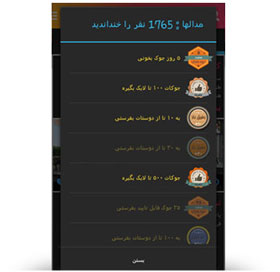 مدالها ; 1765 نفر را خنداندید
۵ روز جوک بخونی
جوکات ۱۰۰ تا لایک بگیره
به ۱۰ تا از دوستات بفرستی
به ۲۰ تا از دوستات بفرستی
جوکات ۵۰۰ تا لایک بگیره
۲۵ جوک قابل تایید بفرستی
به ۱۰۰ تا از دوستات بفرستی
بستن